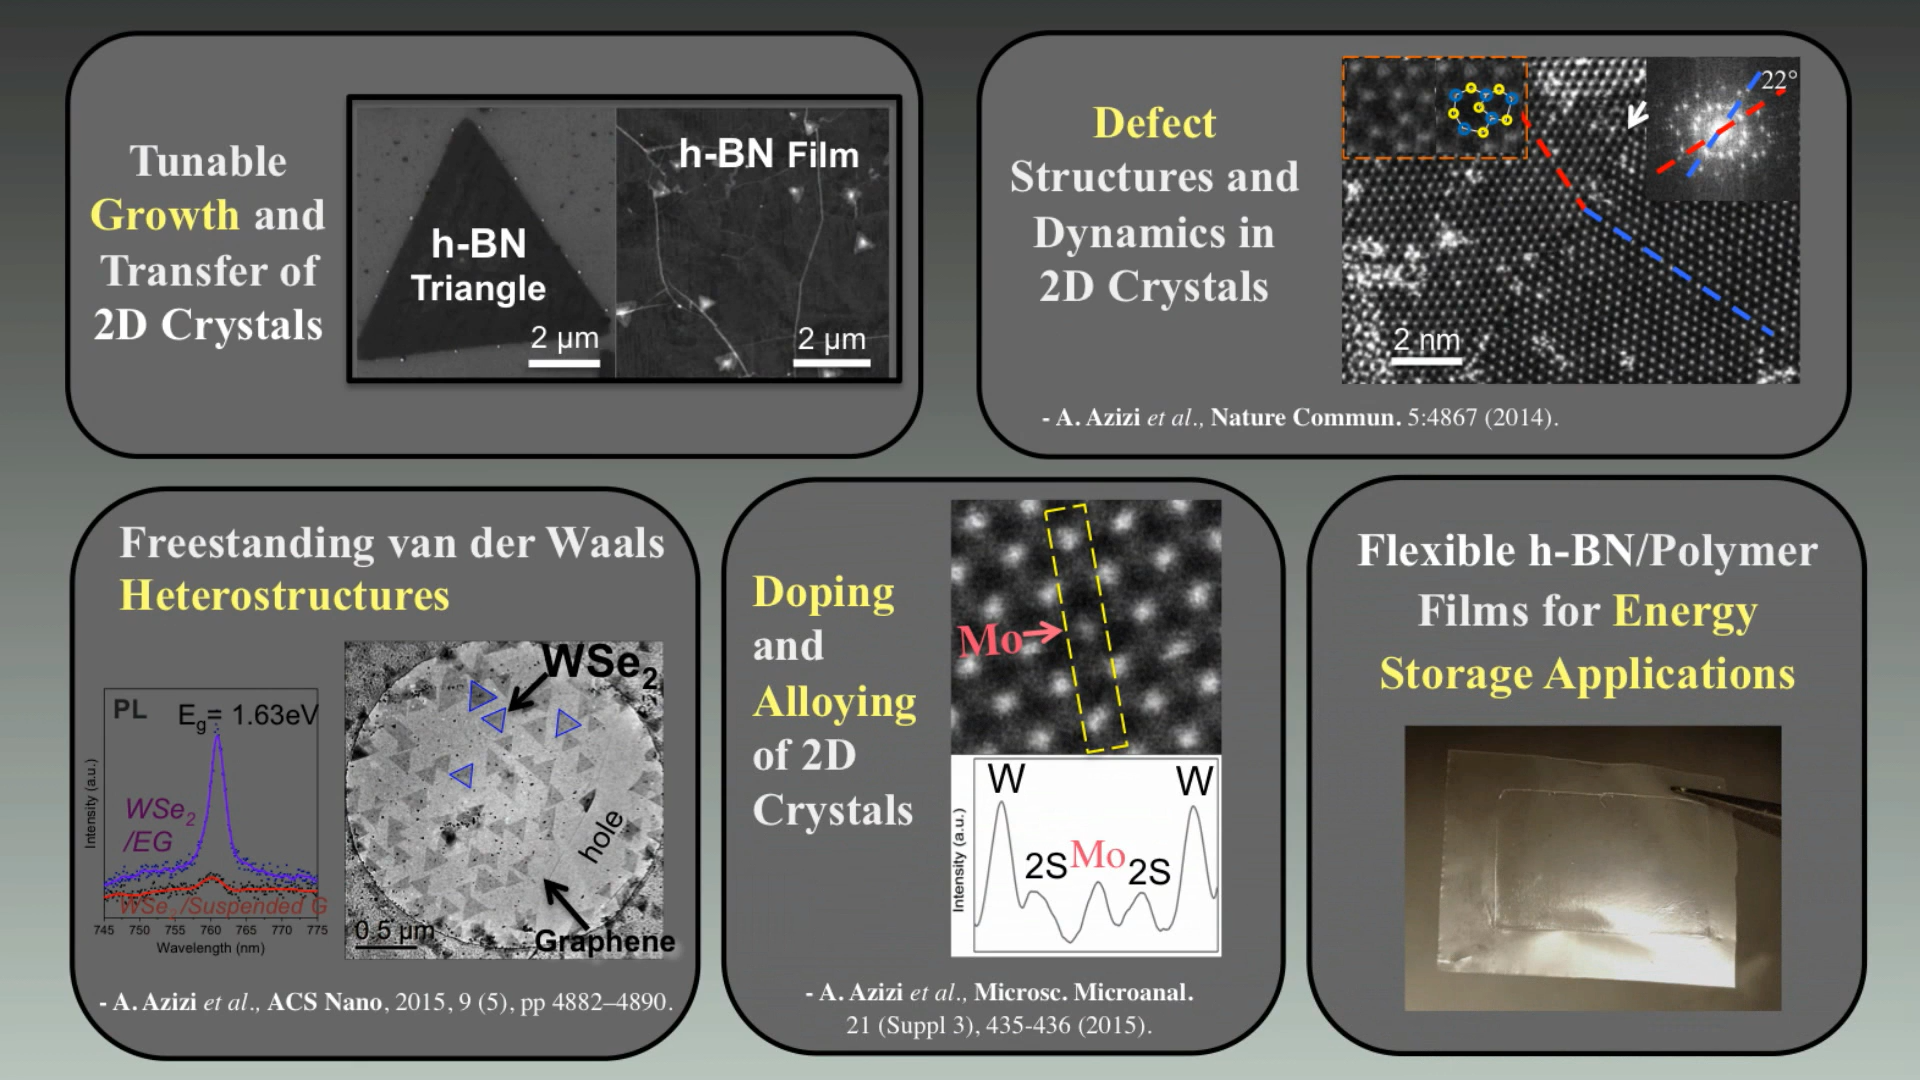 Tunable
Growth and
Transfer of
2D Crystals
h-BN
Triangle
2 µm
h-BN Film
2 µm
Defect
Structures and
Dynamics in
2D Crystals
22°
2 nm
- A. Azizi et al., Nature Commun. 5:4867 (2014).
Freestanding van der Waals
Heterostructures
PL
Eg= 1.63eV
WSe2
/EG
WSe2/Suspended G
Intensity (a.u.)
745 750 755 760 765 770 775
Wavelength (nm)
WSe2
hole
0.5 µm
Graphene
- A. Azizi et al., ACS Nano, 2015, 9 (5), pp 4882–4890.
Doping
and
Alloying
of 2D
Crystals
Mo
W
W
2S
Mo
2S
Intensity (a.u.)
- A. Azizi et al., Microsc. Microanal.
21 (Suppl 3), 435-436 (2015).
Flexible h-BN/Polymer
Films for Energy
Storage Applications